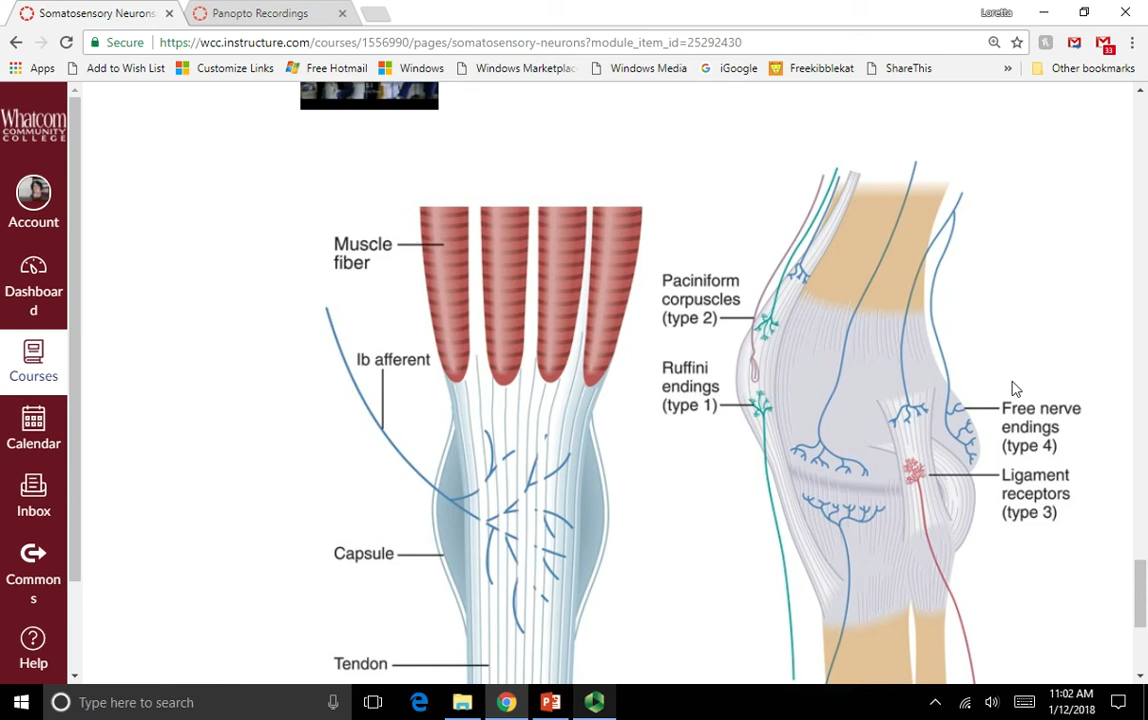 Somatosensory Neurons
Panopto Recordings
Loretta
Secure
https://wcc.instructure.com/courses/1556990/pages/somatosensory-neurons?module_item_id=25292430
33
Apps
Add to Wish List
Customize Links
Free Hotmail
Windows
Windows Marketplac
Windows Media
G
iGoogle
Freekibblekat
ShareThis
»
Other bookmarks
Whatcom
COMMUNITY
COLLEGE
Account
Dashboar
d
Courses
Calendar
Inbox
Common
s
Help
Muscle
fiber
Ib afferent
Capsule
Tendon
Paciniform
corpuscles
(type 2)
Ruffini
endings
(type 1)
Free nerve
endings
(type 4)
Ligament
receptors
(type 3)
Type here to search
11:02 AM
1/12/2018